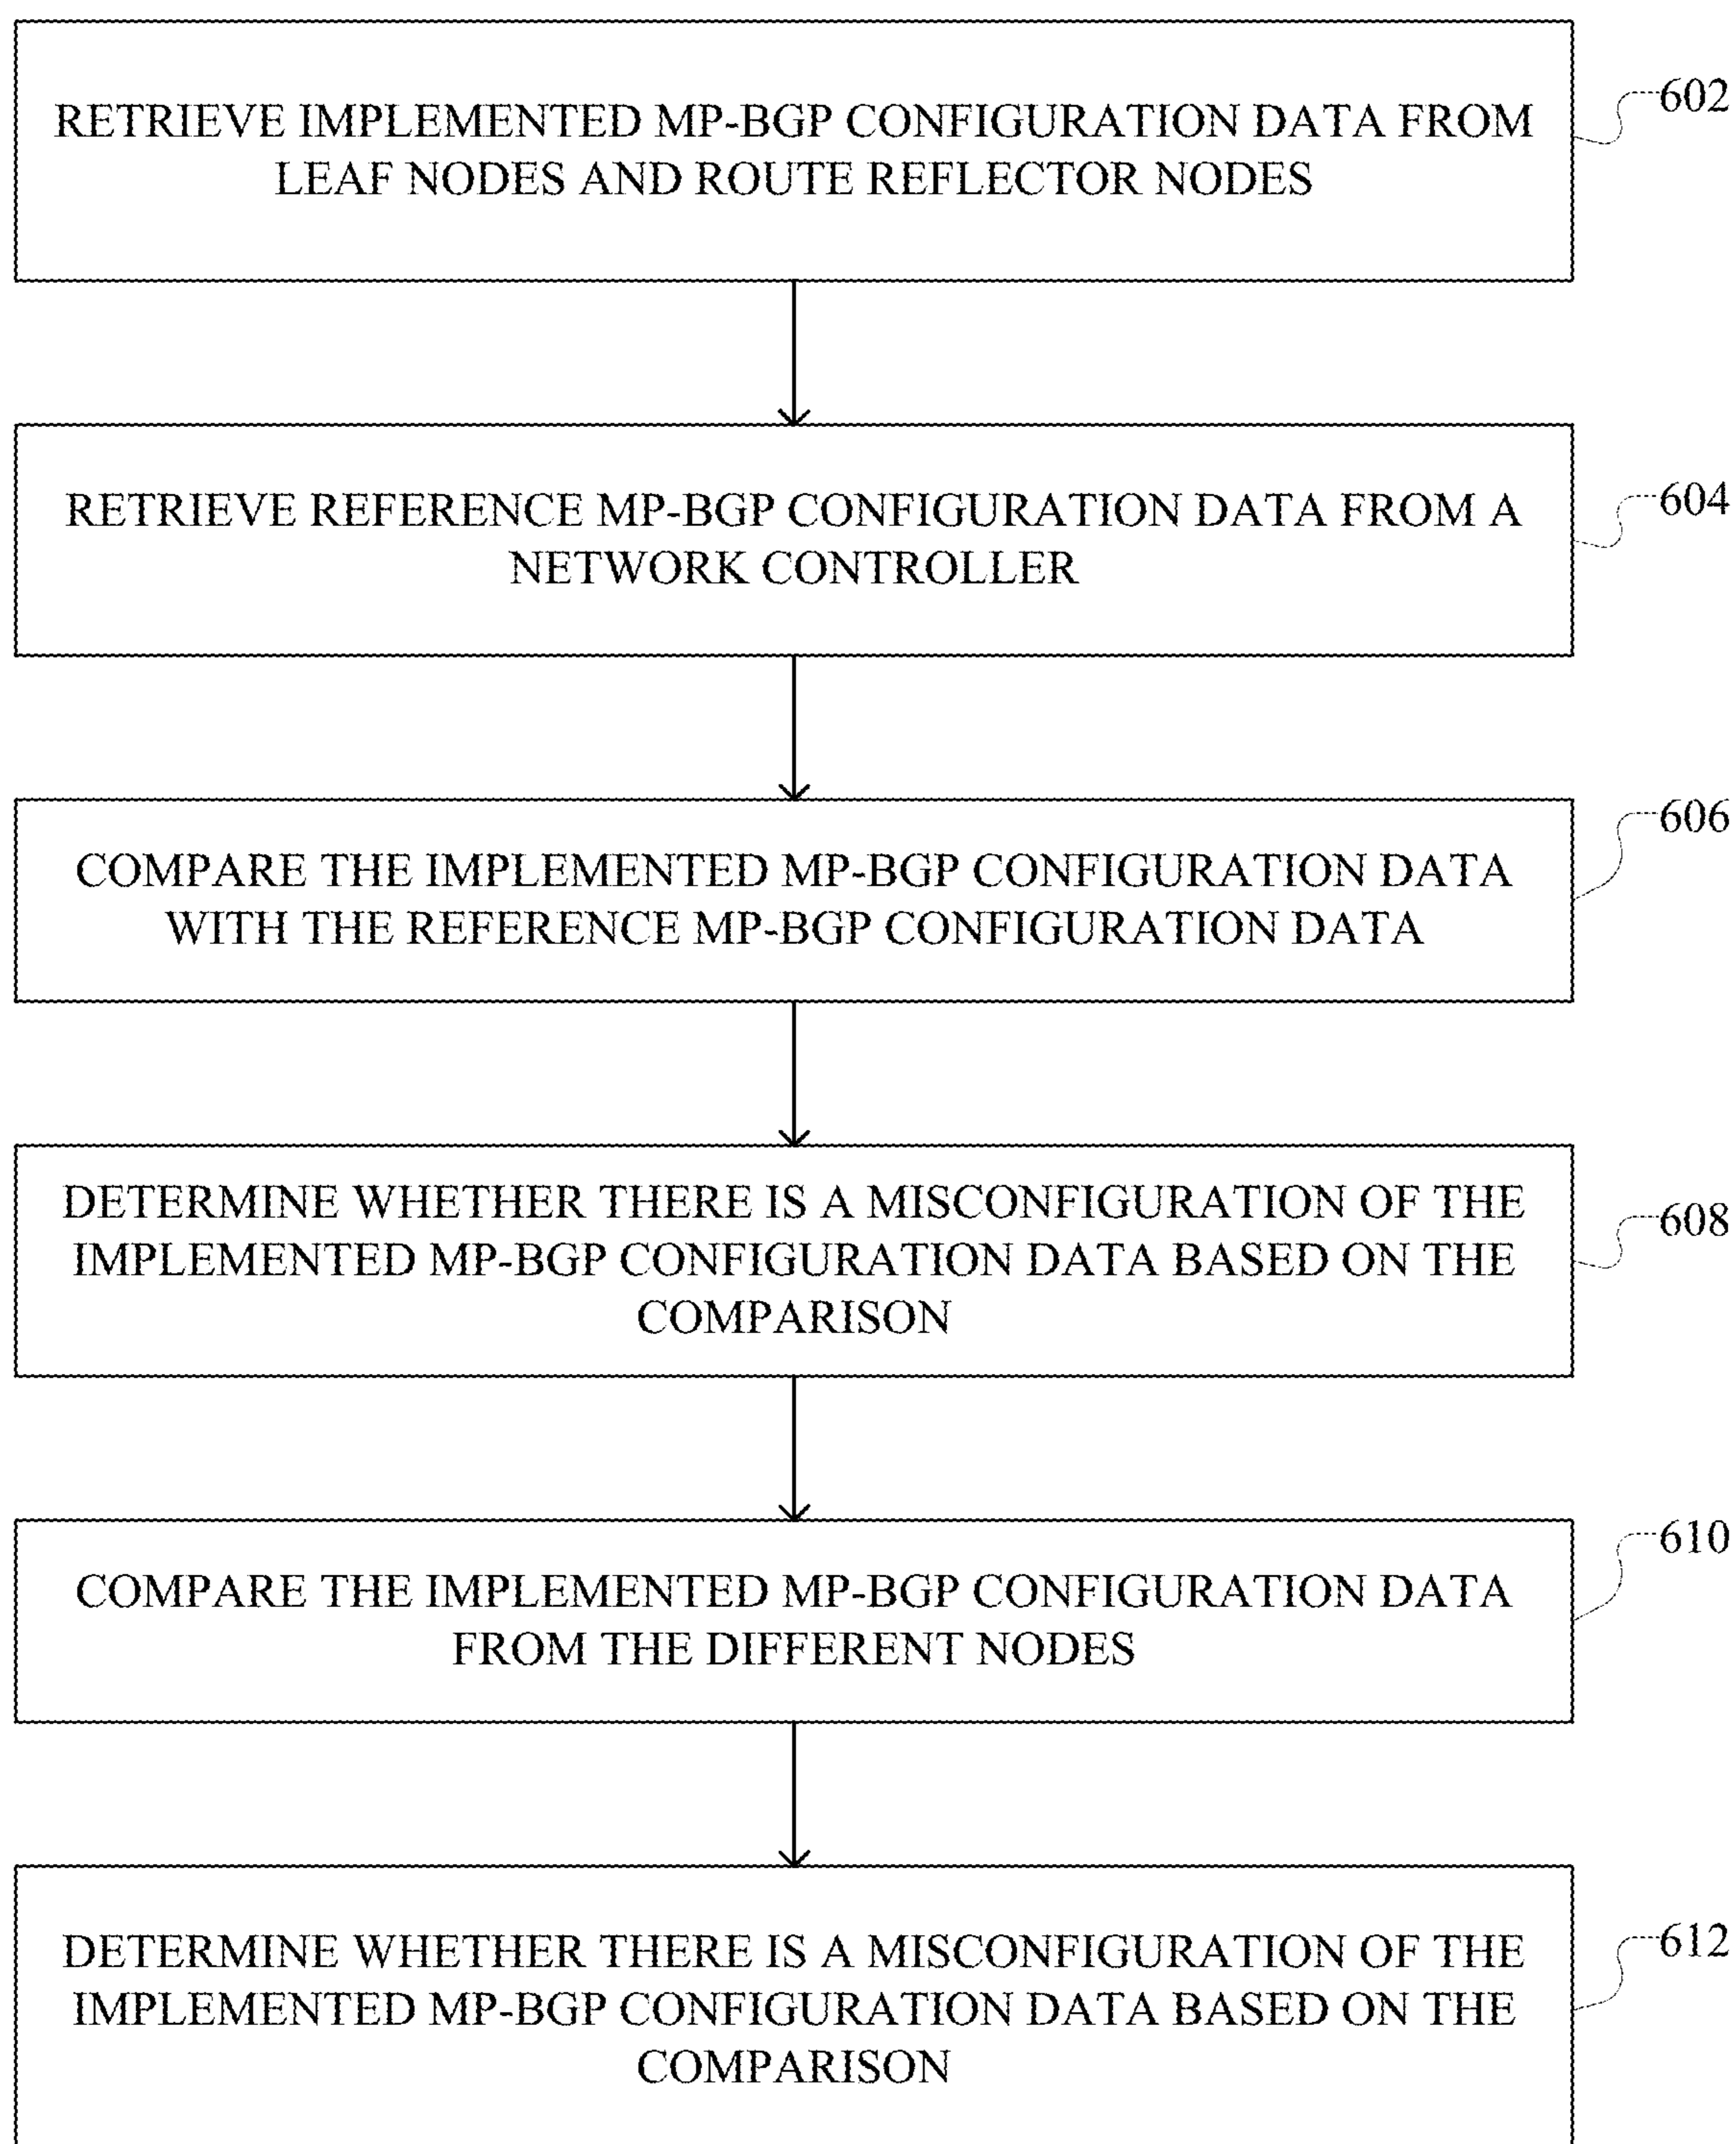 RETRIEVE IMPLEMENTED MP-BGP CONFIGURATION DATA FROM
LEAF NODES AND ROUTE REFLECTOR NODES
602
RETRIEVE REFERENCE MP-BGP CONFIGURATION DATA FROM A
NETWORK CONTROLLER
604
COMPARE THE IMPLEMENTED MP-BGP CONFIGURATION DATA
WITH THE REFERENCE MP-BGP CONFIGURATION DATA
606
DETERMINE WHETHER THERE IS A MISCONFIGURATION OF THE
IMPLEMENTED MP-BGP CONFIGURATION DATA BASED ON THE
COMPARISON
608
COMPARE THE IMPLEMENTED MP-BGP CONFIGURATION DATA
FROM THE DIFFERENT NODES
610
DETERMINE WHETHER THERE IS A MISCONFIGURATION OF THE
IMPLEMENTED MP-BGP CONFIGURATION DATA BASED ON THE
COMPARISON
612